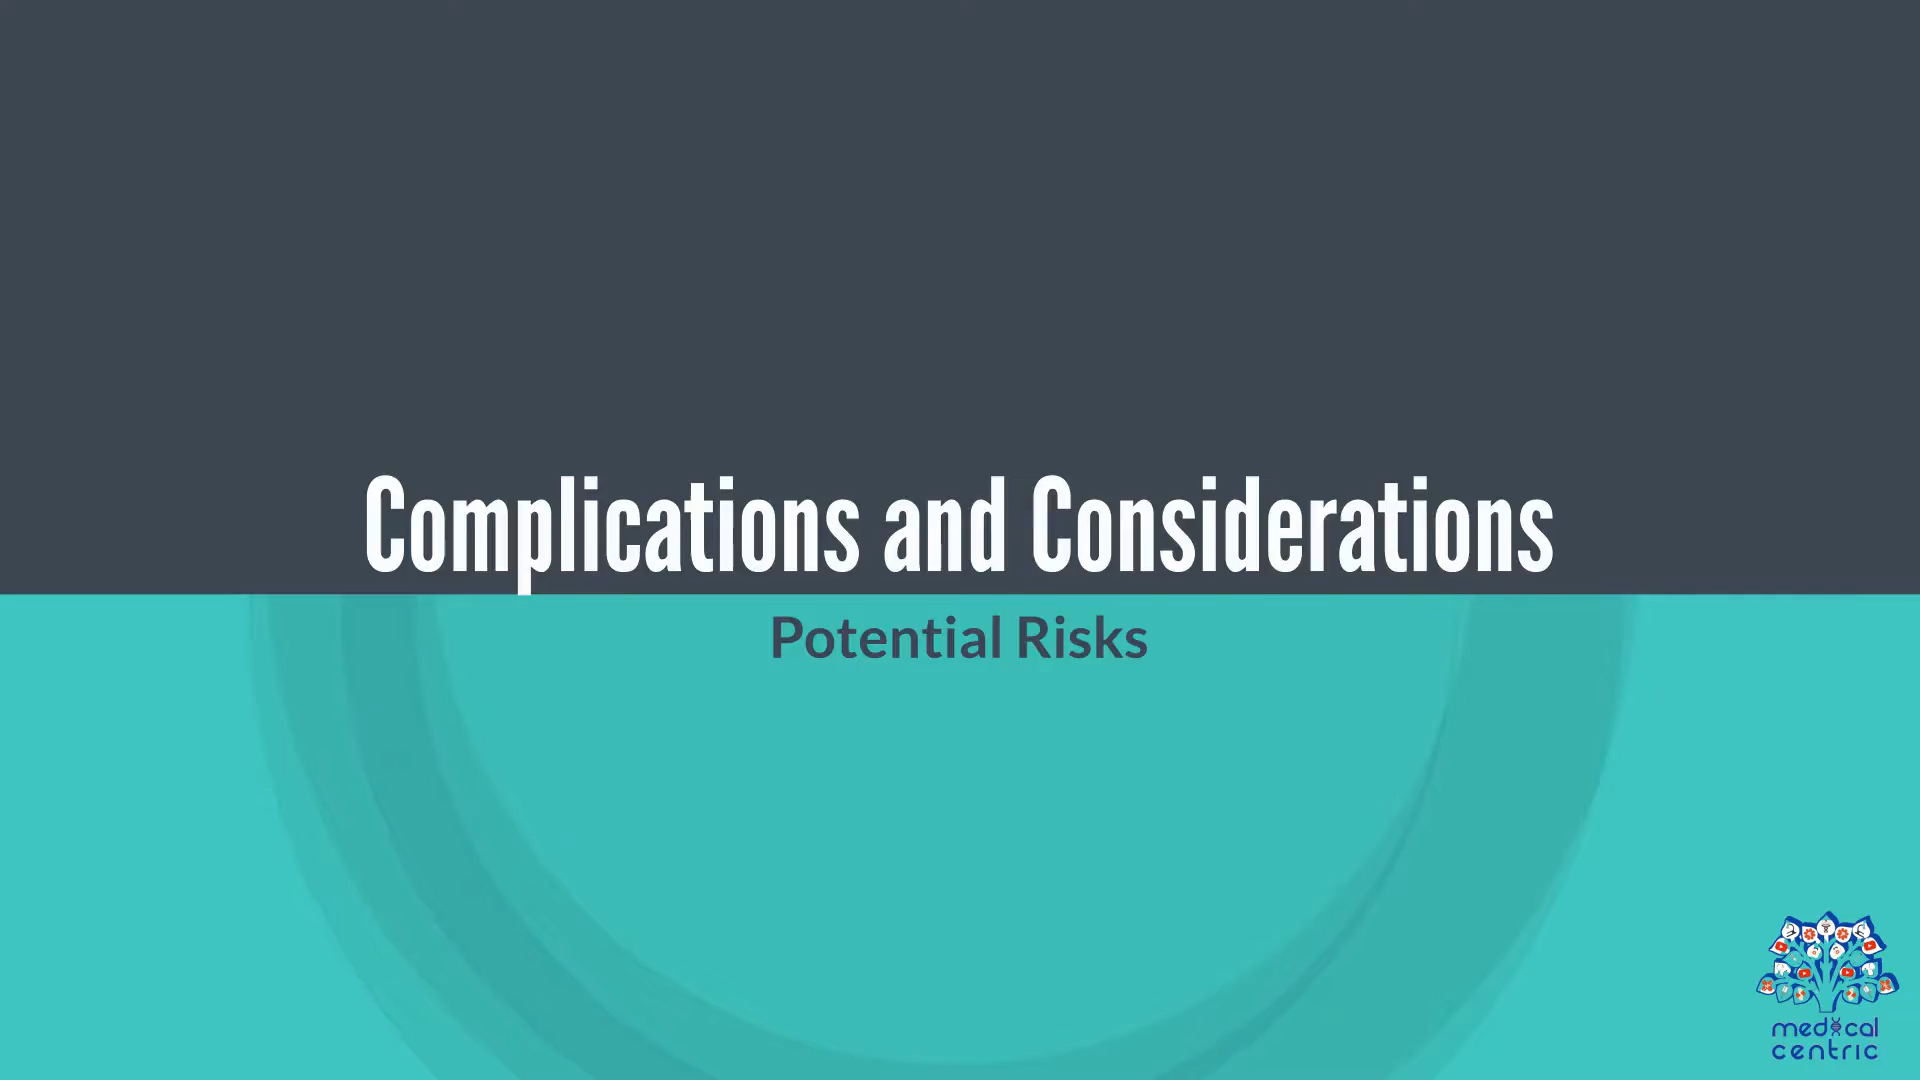 Complications and Considerations
Potential Risks
medical
centric